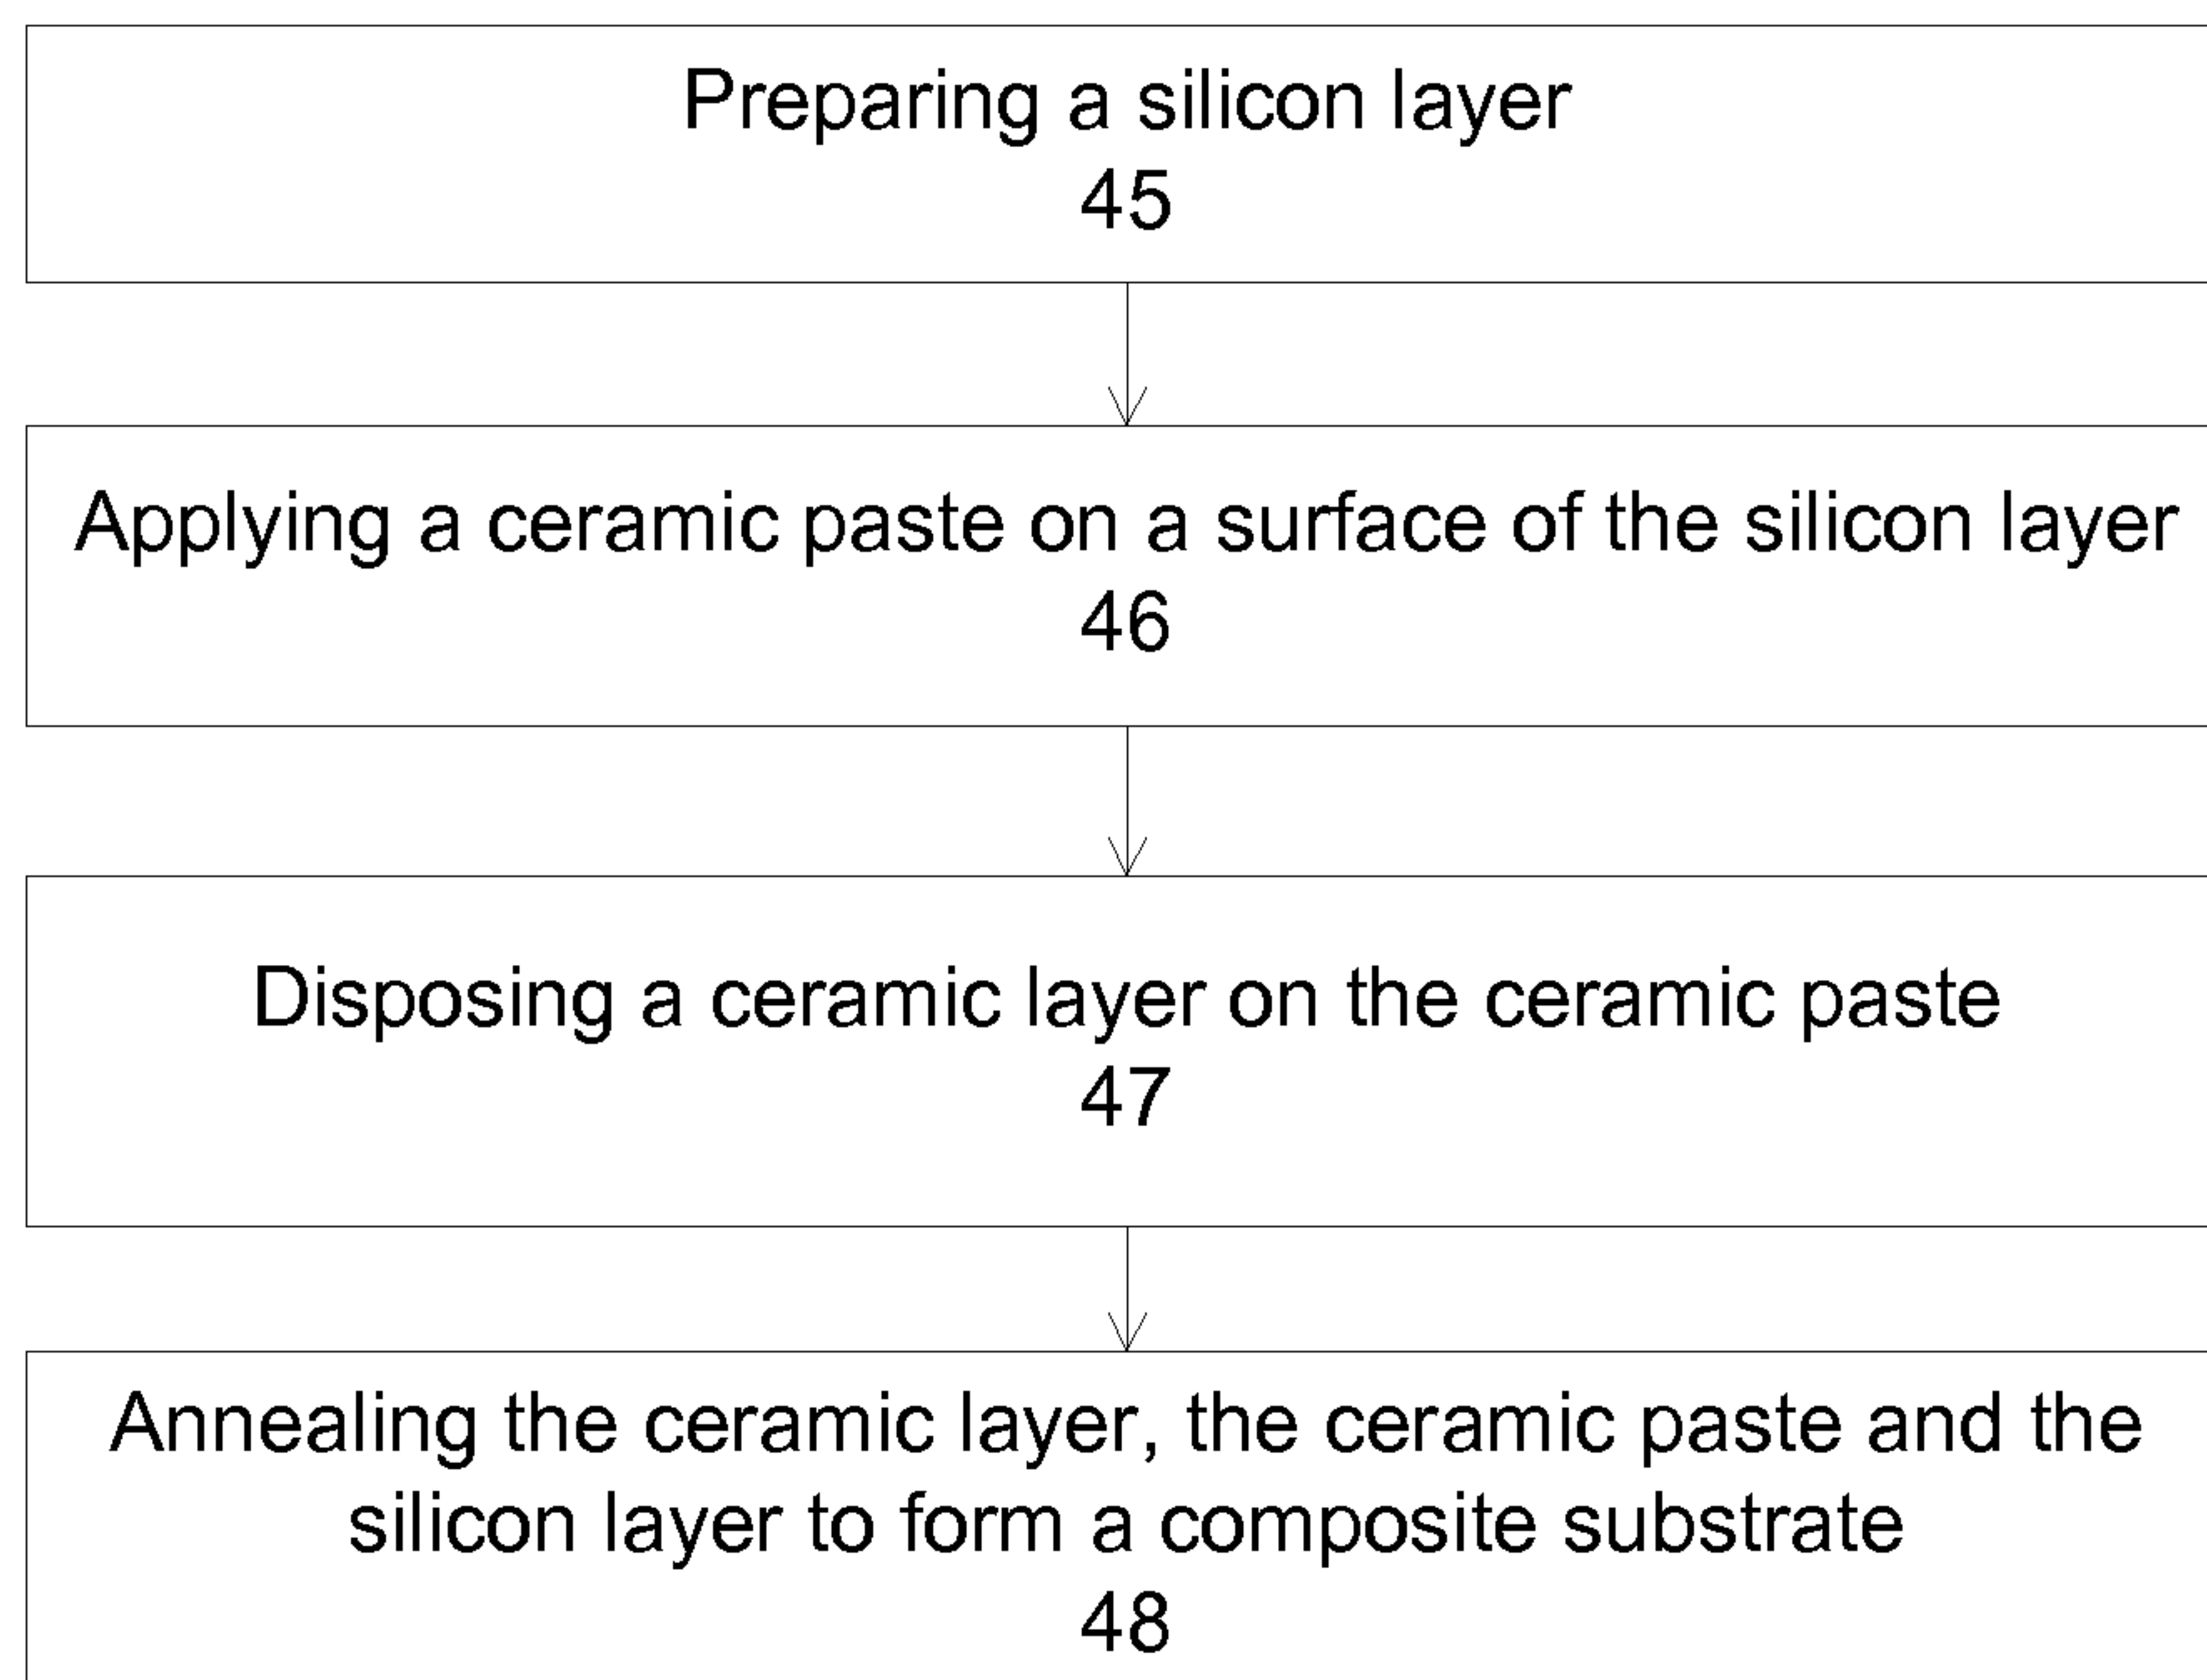 Preparing a silicon layer
45
Applying a ceramic paste on a surface of the silicon layer
46
Disposing a ceramic layer on the ceramic paste
47
Annealing the ceramic layer, the ceramic paste and the
silicon layer to form a composite substrate
48